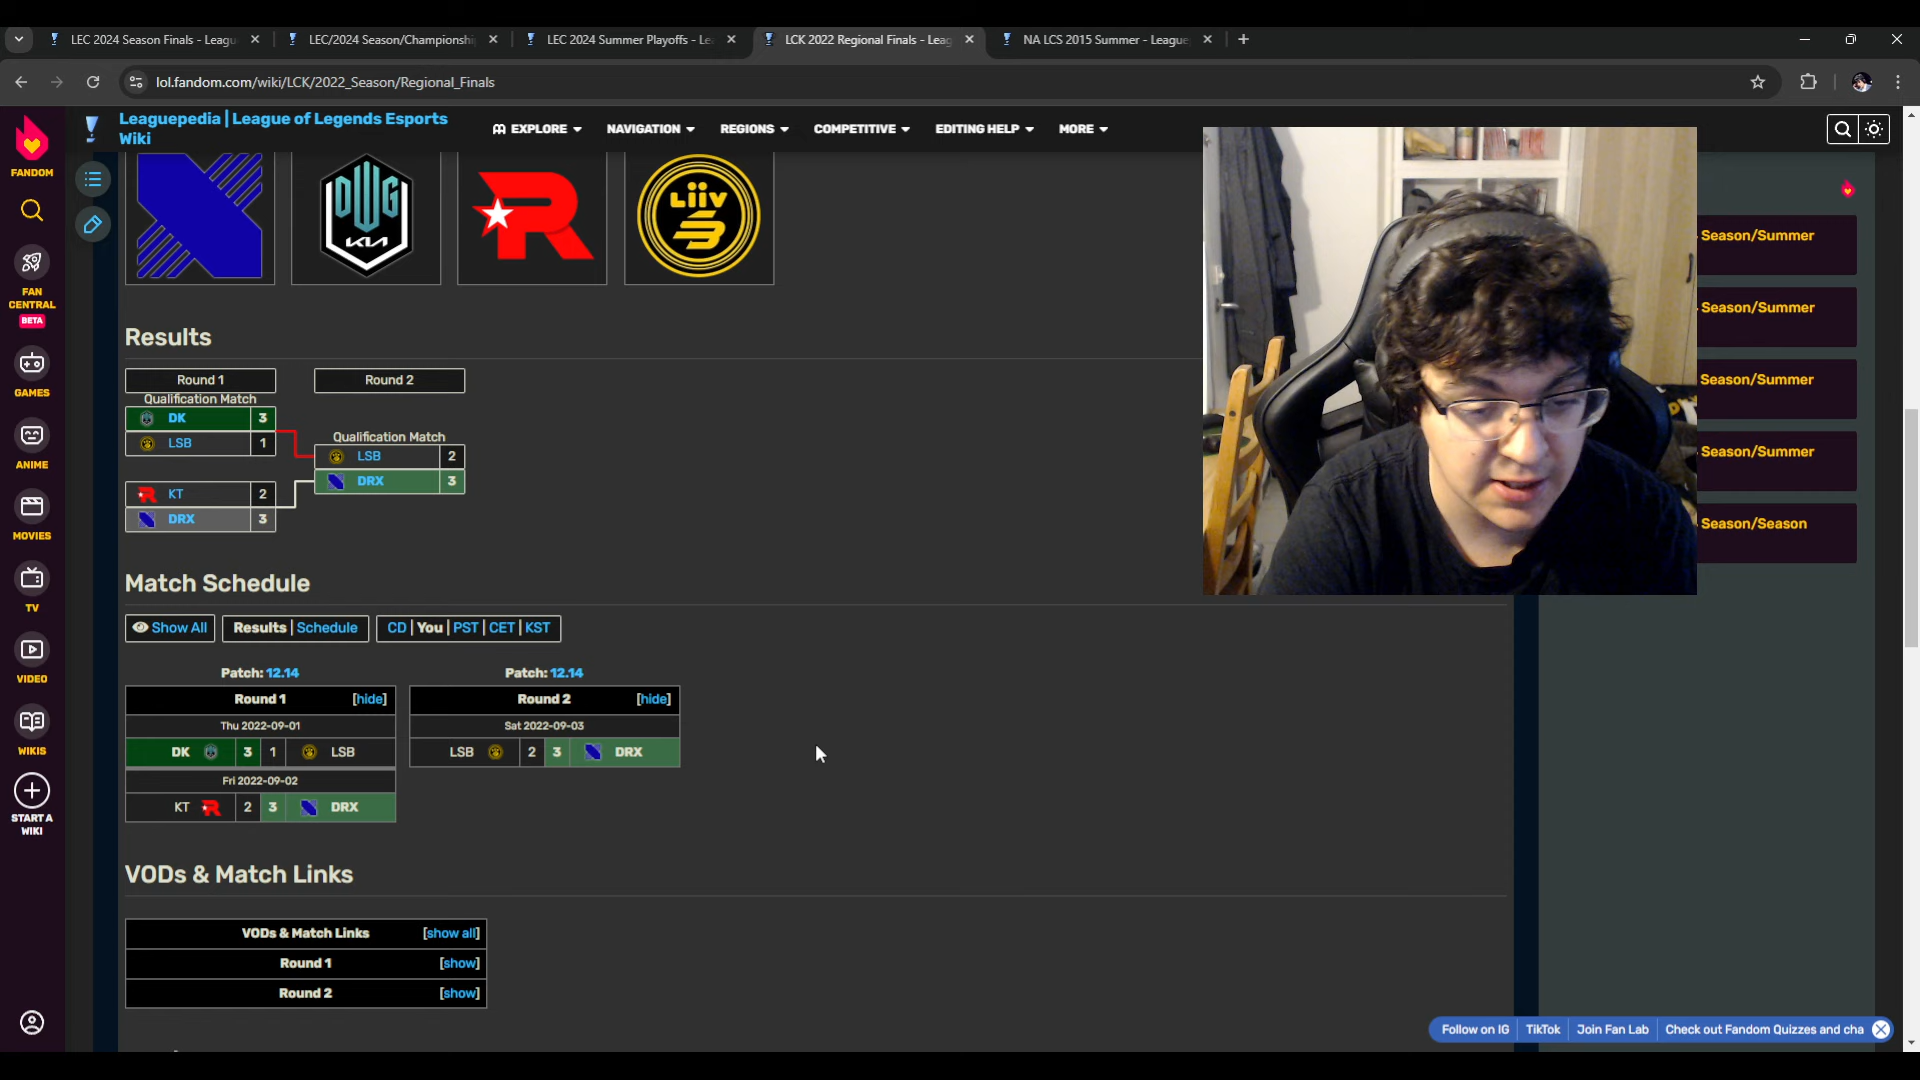 LEC 2024 Season Finals - Leagu
LEC/2024 Season/Championshi
LEC 2024 Summer Playoffs - Le
LCK 2022 Regional Finals - Leag
NA LCS 2015 Summer - League
lol.fandom.com/wiki/LCK/2022_Season/Regional_Finals
Leaguepedia | League of Legends Esports
Wiki
EXPLORE
NAVIGATION
REGIONS
COMPETITIVE
EDITING HELP
MORE
FANDOM
FAN
CENTRAL
BETA
GAMES
ANIME
MOVIES
TV
VIDEO
WIKIS
START A
WIKI
DWG
KIA
R
Liiv
Results
Round 1
Round 2
Qualification Match
DK 3
LSB 1
KT 2
DRX 3
Qualification Match
LSB 2
DRX 3
Match Schedule
Show All
Results | Schedule
CD | You | PST | CET | KST
Patch: 12.14
Round 1 [hide]
Thu 2022-09-01
DK 3 1 LSB
Fri 2022-09-02
KT 2 3 DRX
Patch: 12.14
Round 2 [hide]
Sat 2022-09-03
LSB 2 3 DRX
VODs & Match Links
VODs & Match Links [show all]
Round 1 [show]
Round 2 [show]
Season/Summer
Season/Summer
Season/Summer
Season/Summer
Season/Season
Follow on IG
TikTok
Join Fan Lab
Check out Fandom Quizzes and cha